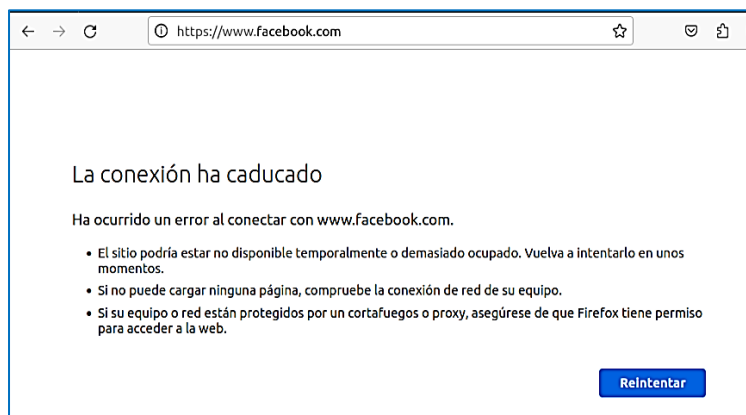 https://www.facebook.com
La conexión ha caducado
Ha ocurrido un error al conectar con www.facebook.com.
• El sitio podría estar no disponible temporalmente o demasiado ocupado. Vuelva a intentarlo en unos
momentos.
• Si no puede cargar ninguna página, compruebe la conexión de red de su equipo.
• Si su equipo o red están protegidos por un cortafuegos o proxy, asegúrese de que Firefox tiene permiso
para acceder a la web.
Reintentar